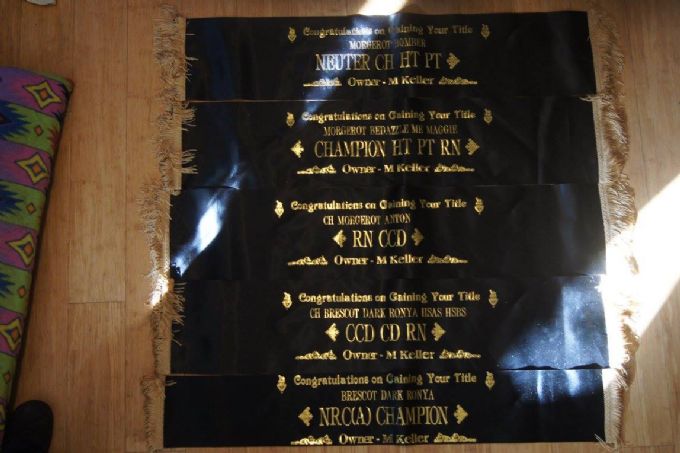 Congratulations on Gaining Your Title
MORGEROT BOMBER
NEUTER CH HT PT
Owner - M Keller
Congratulations on Gaining Your Title
MORGEROT BEDAZZLE ME MAGGIE
CHAMPION HT PT RN
Owner - M Keller
Congratulations on Gaining Your Title
CH MORGEROT ANTON
RN CCD
Owner - M Keller
Congratulations on Gaining Your Title
CH BRESCOT DARK RONYA HSAS HSBS
CCD CD RN
Owner - M Keller
Congratulations on Gaining Your Title
BRESCOT DARK RONYA
NRC(A) CHAMPION
Owner - M Keller